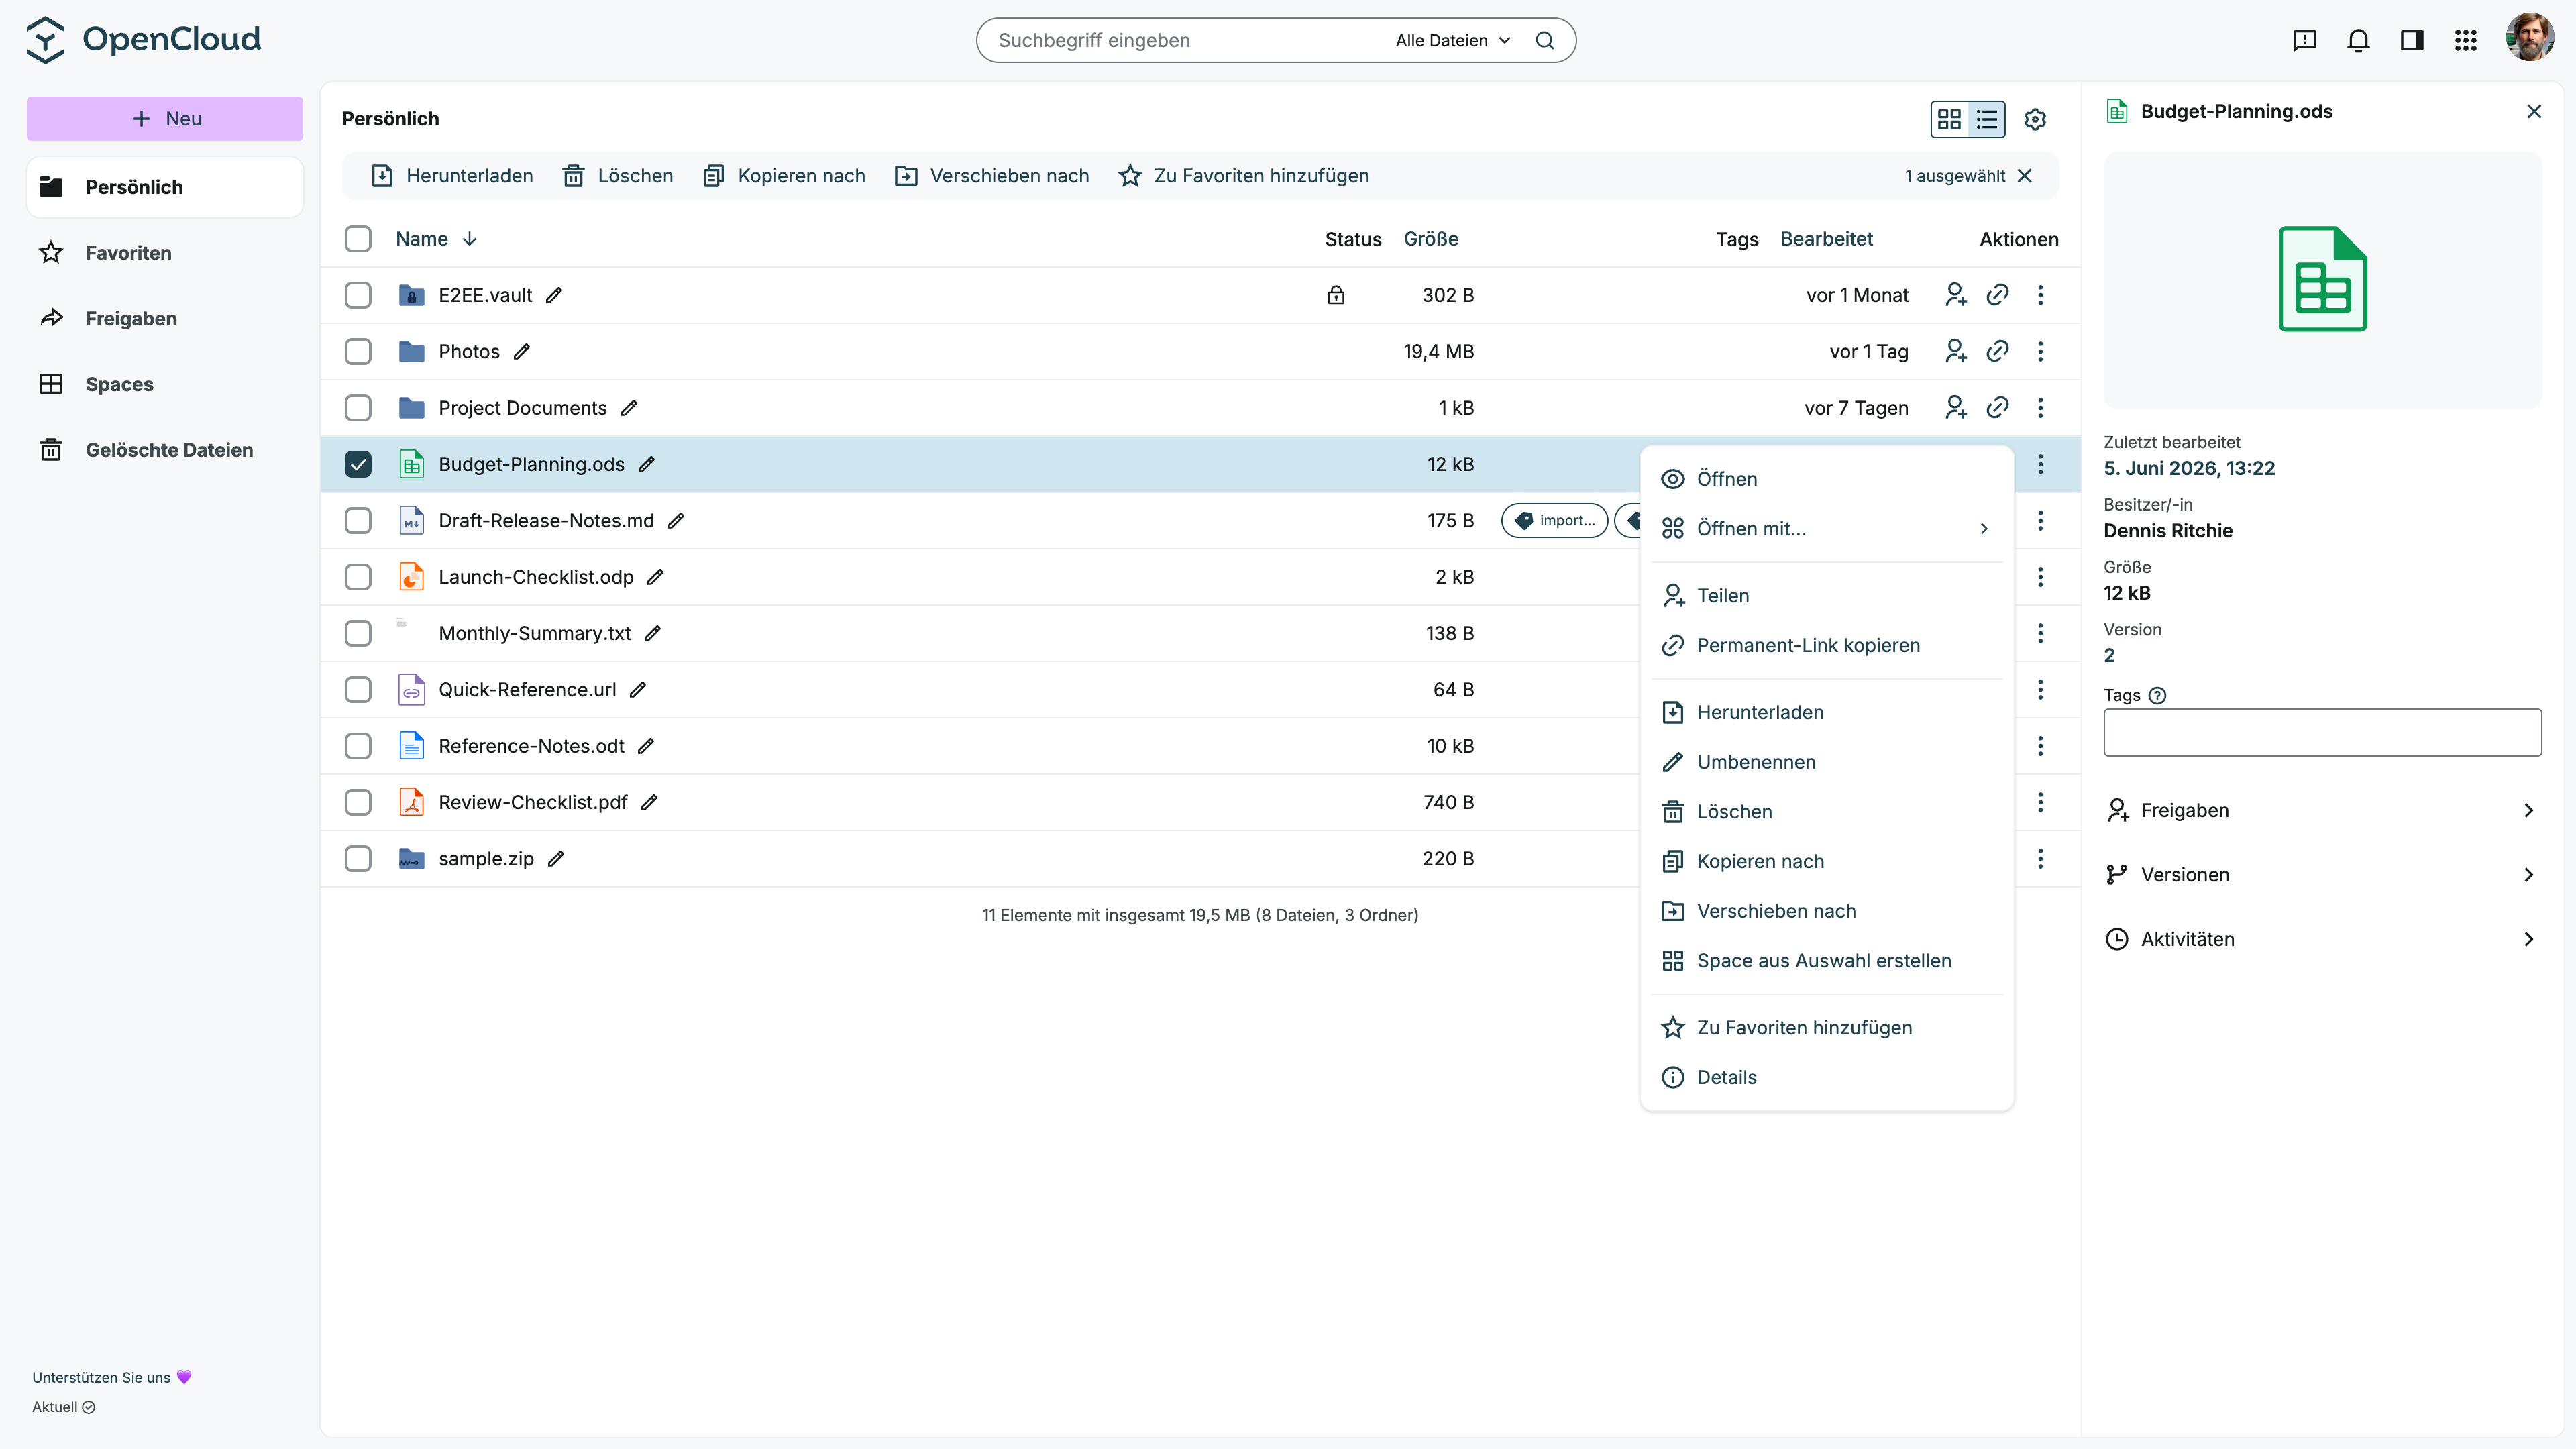 OpenCloud
Suchbegriff eingeben
Alle Dateien
Neu
Persönlich
Favoriten
Freigaben
Spaces
Gelöschte Dateien
Unterstützen Sie uns 💜
Aktuell
Persönlich
Herunterladen
Löschen
Kopieren nach
Verschieben nach
Zu Favoriten hinzufügen
1 ausgewählt
Name
Status
Größe
Tags
Bearbeitet
Aktionen
E2EE.vault
302 B
vor 1 Monat
Photos
19,4 MB
vor 1 Tag
Project Documents
1 kB
vor 7 Tagen
Budget-Planning.ods
12 kB
Draft-Release-Notes.md
175 B
import...
Launch-Checklist.odp
2 kB
Monthly-Summary.txt
138 B
Quick-Reference.url
64 B
Reference-Notes.odt
10 kB
Review-Checklist.pdf
740 B
sample.zip
220 B
11 Elemente mit insgesamt 19,5 MB (8 Dateien, 3 Ordner)
Öffnen
Öffnen mit...
Teilen
Permanent-Link kopieren
Herunterladen
Umbenennen
Löschen
Kopieren nach
Verschieben nach
Space aus Auswahl erstellen
Zu Favoriten hinzufügen
Details
Budget-Planning.ods
Zuletzt bearbeitet
5. Juni 2026, 13:22
Besitzer/-in
Dennis Ritchie
Größe
12 kB
Version
2
Tags
Freigaben
Versionen
Aktivitäten